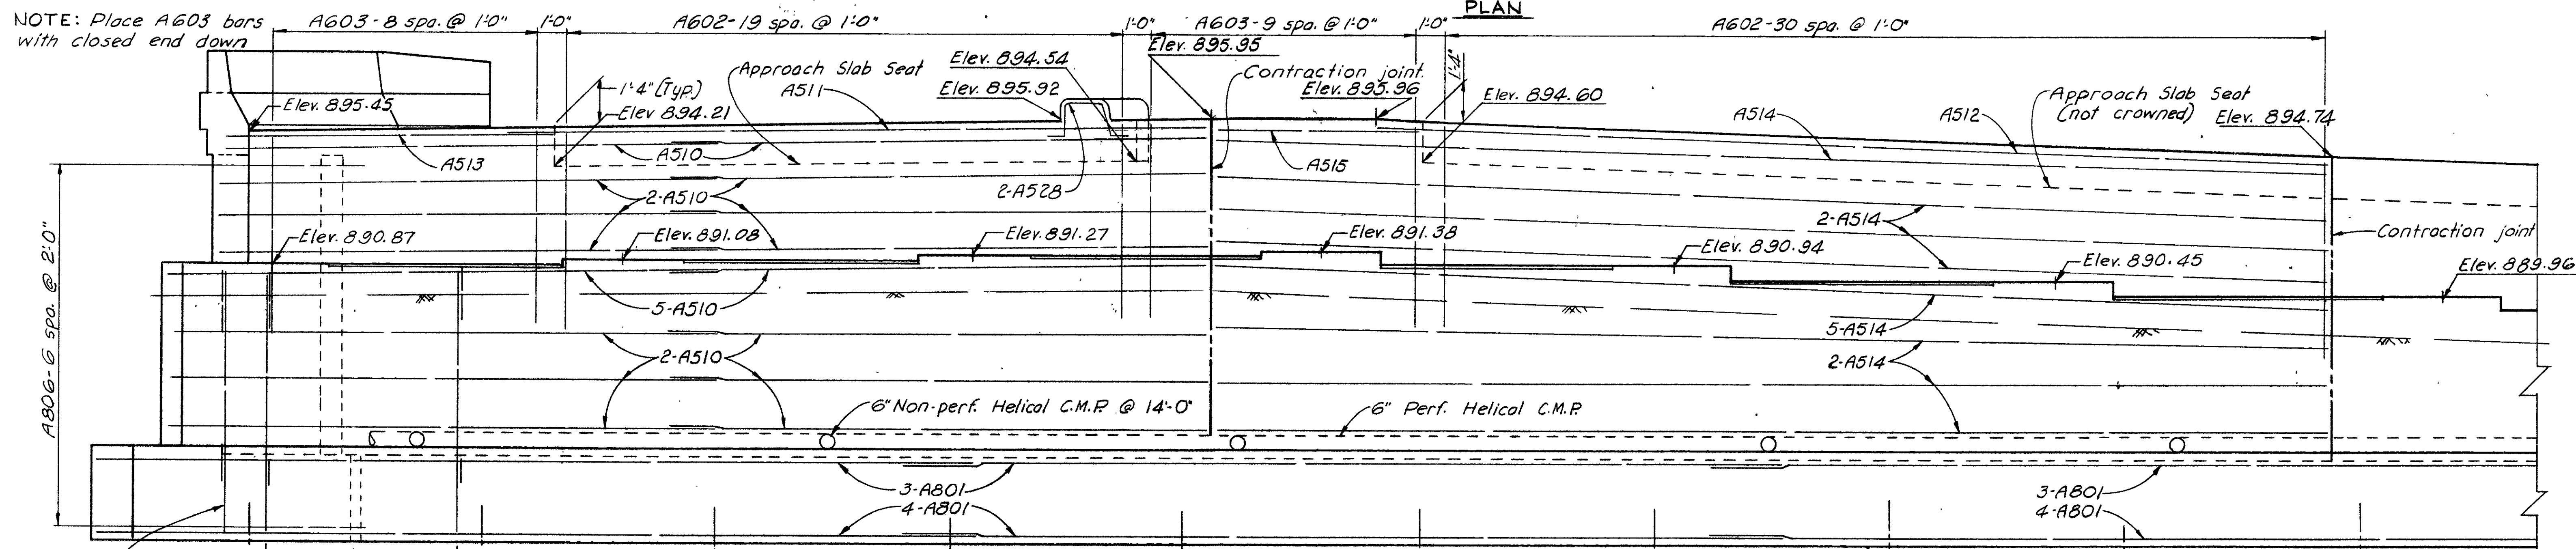 PLAN
NOTE: Place A603 bars
with closed end down
A603-8 spa. @ 1'-0"
1'-0"
A602-19 spa. @ 1'-0"
1'-0"
A603-9 spa. @ 1'-0"
1'-0"
A602-30 spa. @ 1'-0"
Elev. 895.95
Elev. 894.54
Approach Slab Seat
A511
Contraction joint
1'-4"
1'-4" (Typ.)
Elev. 895.92
Elev. 895.96
Elev. 894.60
Approach Slab Seat
(not crowned)
Elev. 895.45
Elev 894.21
A514
A512
Elev. 894.74
A513
A510
A515
2-A510
2-A528
2-A514
Elev. 890.87
Elev. 891.08
Elev. 891.27
Elev. 891.38
Elev. 890.94
Contraction joint
Elev. 890.45
Elev. 889.96
A806-6 spa. @ 2'-0"
5-A510
5-A514
2-A510
2-A514
6" Non-perf. Helical C.M.P. @ 14'-0"
6" Perf. Helical C.M.P.
3-A801
4-A801
3-A801
4-A801